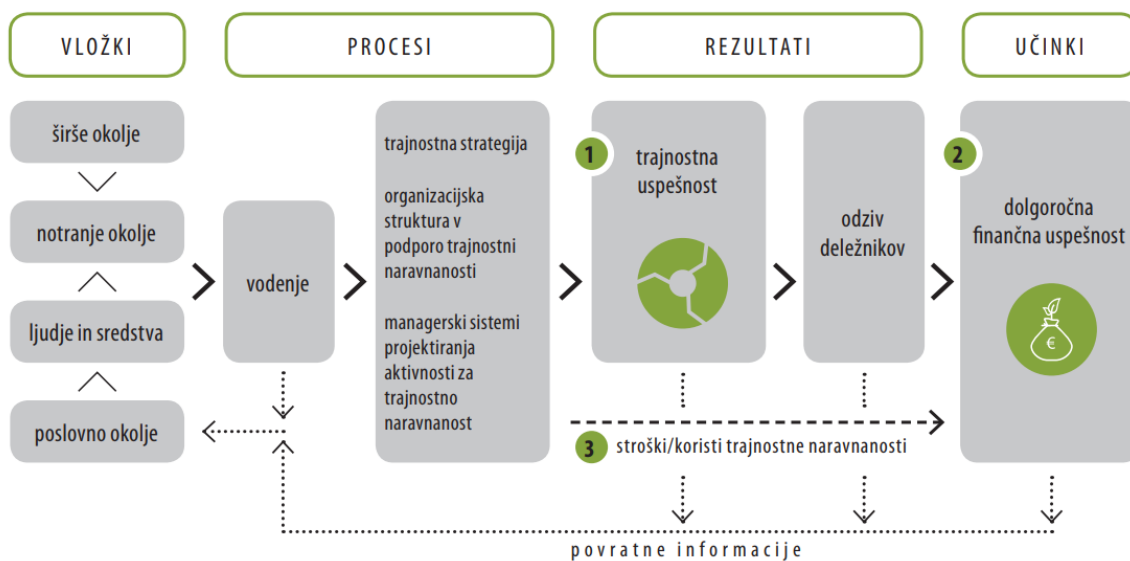 VLOŽKI
PROCESI
REZULTATI
UČINKI
širše okolje
notranje okolje
ljudje in sredstva
poslovno okolje
vodenje
trajnostna strategija
organizacijska
struktura v
podporo trajnostni
naravnanosti
managerski sistemi
projektiranja
aktivnosti za
trajnostno
naravnanost
1
trajnostna
uspešnost
odziv
deležnikov
2
dolgoročna
finančna uspešnost
€
3 stroški/koristi trajnostne naravnanosti
povratne informacije